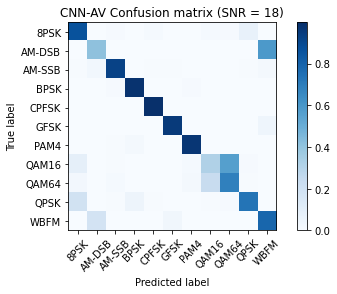 CNN-AV Confusion matrix (SNR = 18)
8PSK
AM-DSB
AM-SSB
BPSK
CPFSK
GFSK
PAM4
QAM16
QAM64
QPSK
WBFM
True label
8PSK
AM-DSB
AM-SSB
BPSK
CPFSK
GFSK
PAM4
QAM16
QAM64
QPSK
WBFM
Predicted label
0.8
0.6
0.4
0.2
0.0